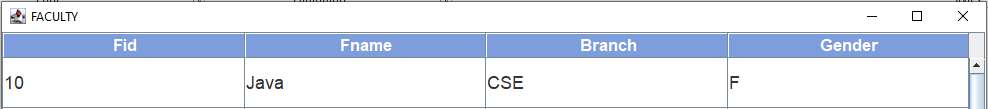 FACULTY
Fid Fname Branch Gender
10 Java CSE F